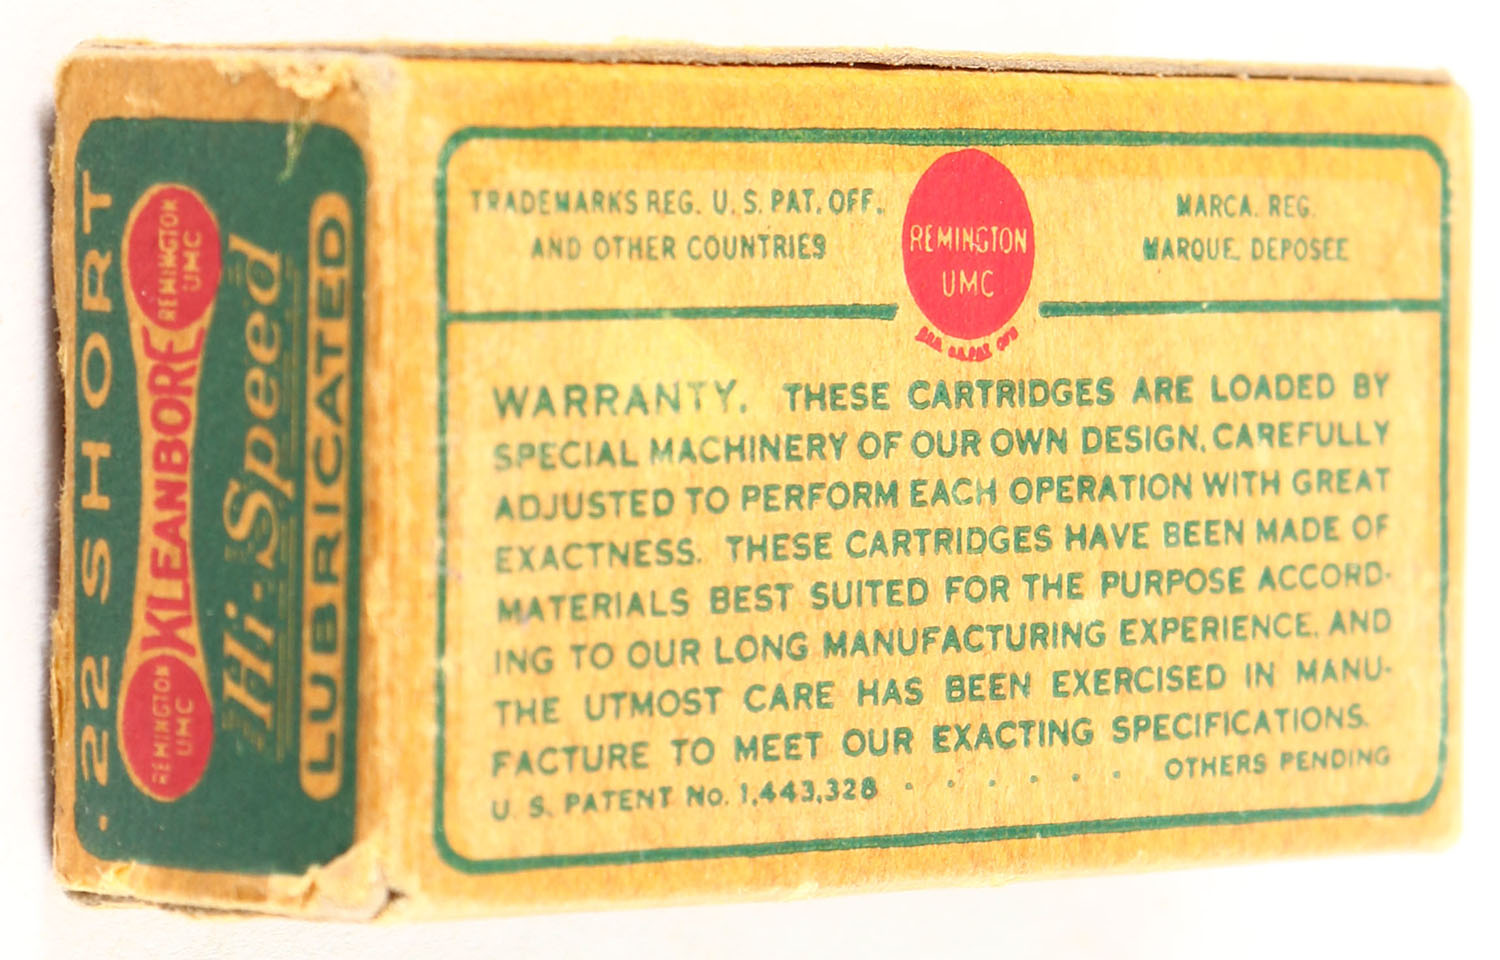 .22 SHORT
REMINGTON
UMC
KLEANBORE
REMINGTON
UMC
Hi-Speed
LUBRICATED
TRADEMARKS REG. U. S. PAT. OFF.
AND OTHER COUNTRIES
REMINGTON
UMC
MARCA. REG.
MARQUE. DEPOSÉE
WARRANTY. THESE CARTRIDGES ARE LOADED BY
SPECIAL MACHINERY OF OUR OWN DESIGN, CAREFULLY
ADJUSTED TO PERFORM EACH OPERATION WITH GREAT
EXACTNESS. THESE CARTRIDGES HAVE BEEN MADE OF
MATERIALS BEST SUITED FOR THE PURPOSE ACCORD-
ING TO OUR LONG MANUFACTURING EXPERIENCE, AND
THE UTMOST CARE HAS BEEN EXERCISED IN MANU-
FACTURE TO MEET OUR EXACTING SPECIFICATIONS.
U. S. PATENT No. 1,443,328 . . . . . . OTHERS PENDING